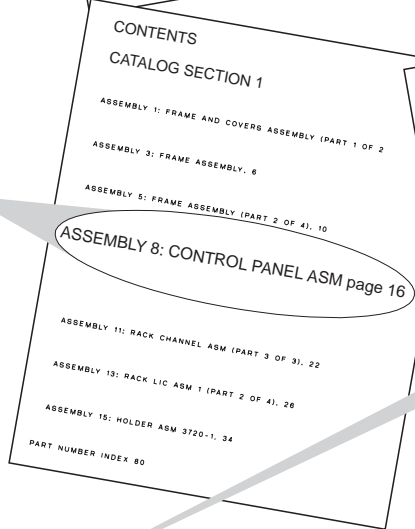 CONTENTS
CATALOG SECTION 1
ASSEMBLY 1: FRAME AND COVERS ASSEMBLY (PART 1 OF 2
ASSEMBLY 3: FRAME ASSEMBLY. 6
ASSEMBLY 5: FRAME ASSEMBLY (PART 2 OF 4). 10
ASSEMBLY 8: CONTROL PANEL ASM page 16
ASSEMBLY 11: RACK CHANNEL ASM (PART 3 OF 3). 22
ASSEMBLY 13: RACK LIC ASM 1 (PART 2 OF 4). 26
ASSEMBLY 15: HOLDER ASM 3720-1. 34
PART NUMBER INDEX 80